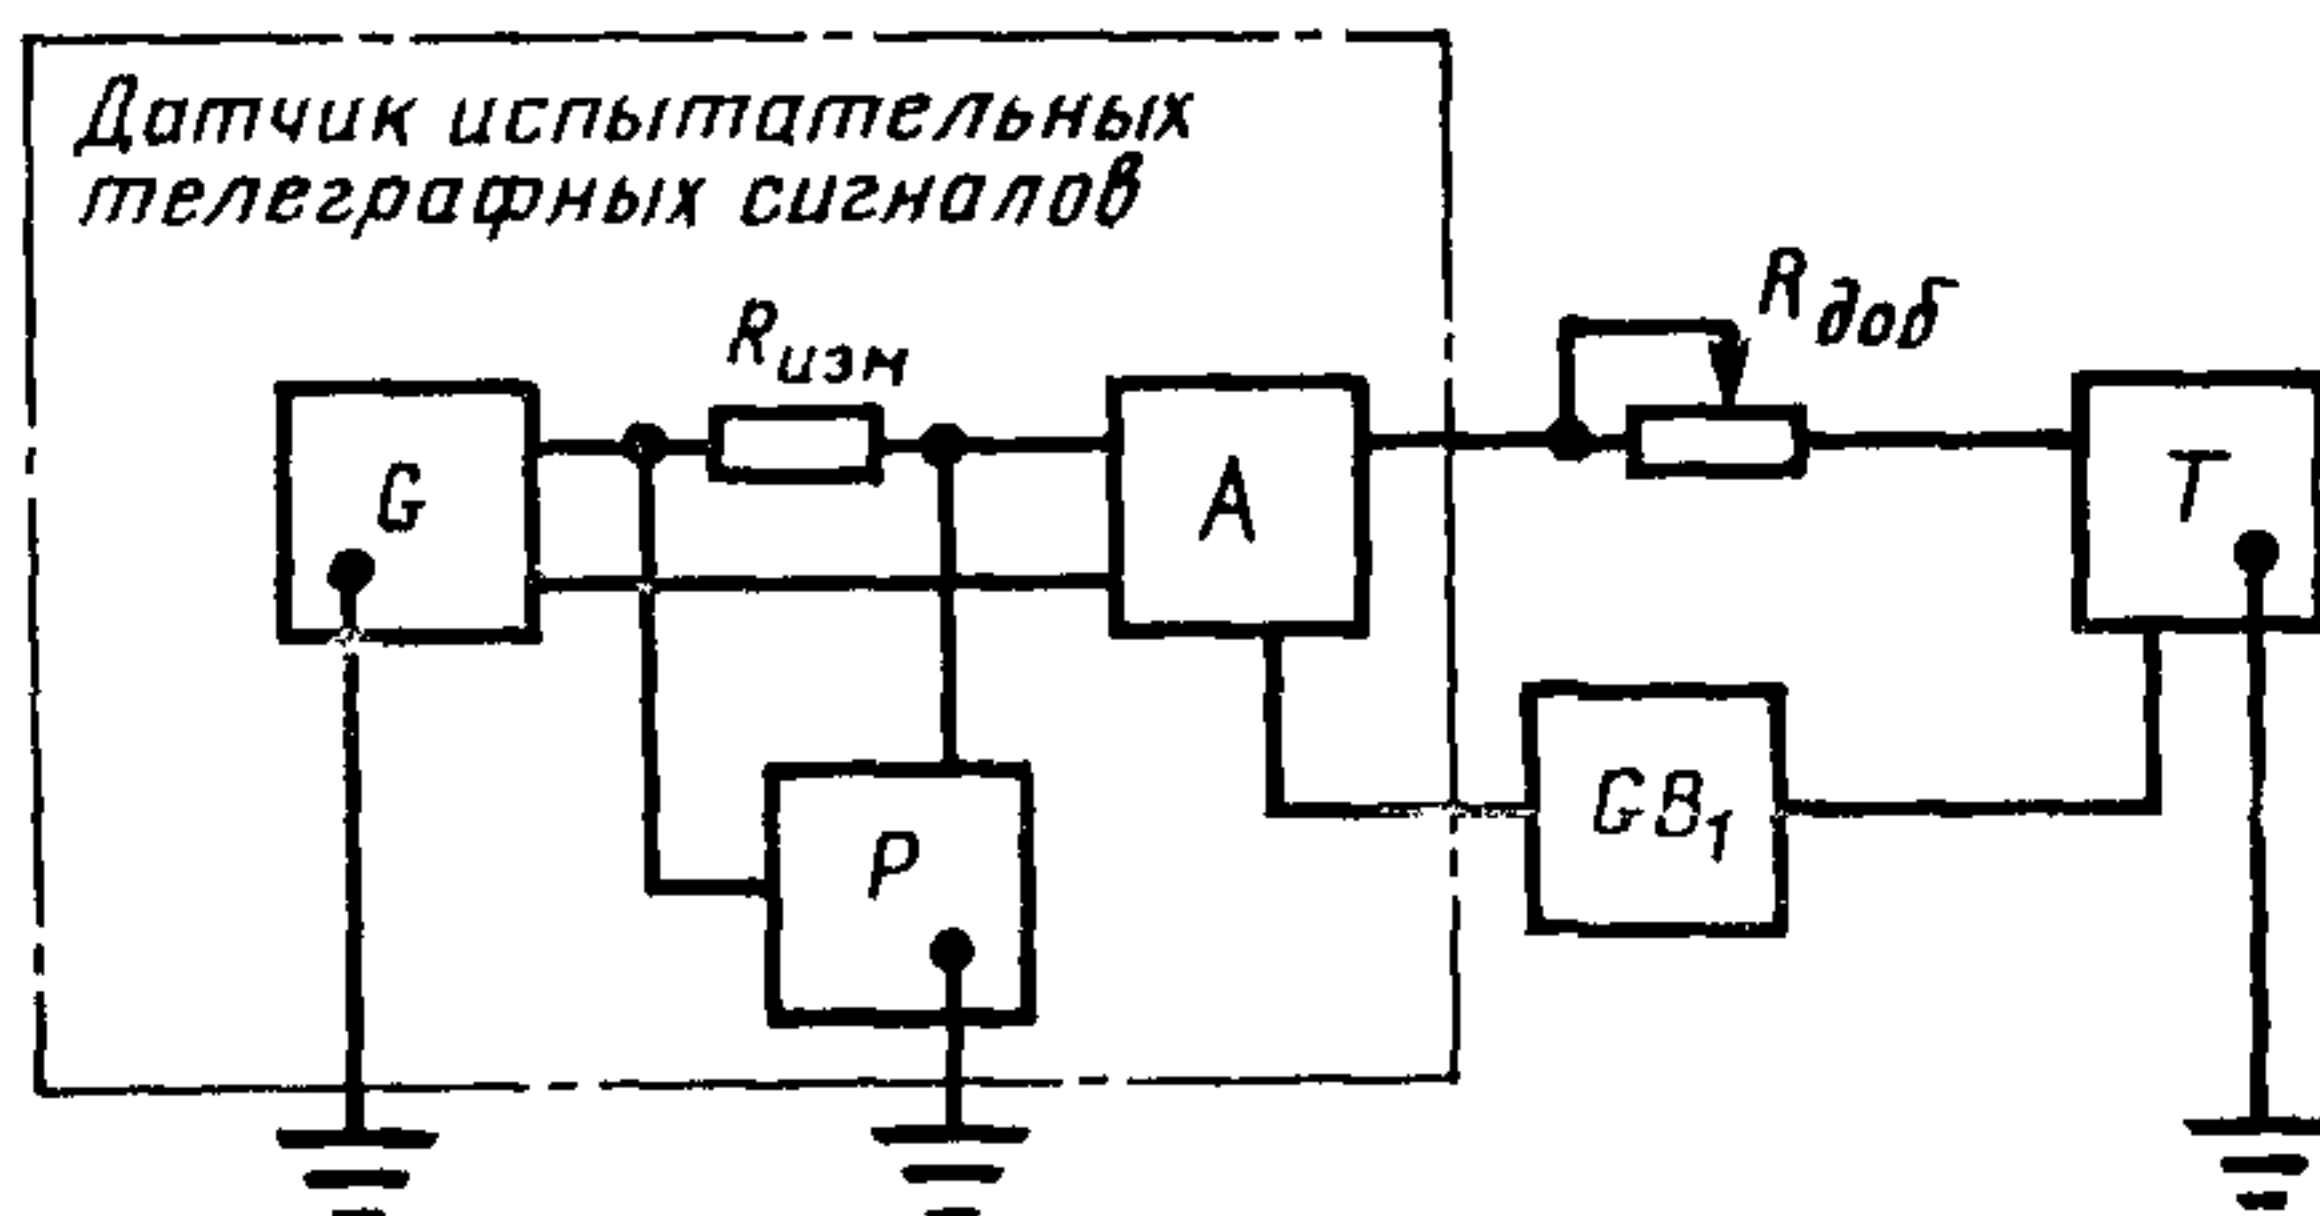 Датчик испытательных
телеграфных сигналов
Rизм
Rдоб
G
A
T
P
GB1